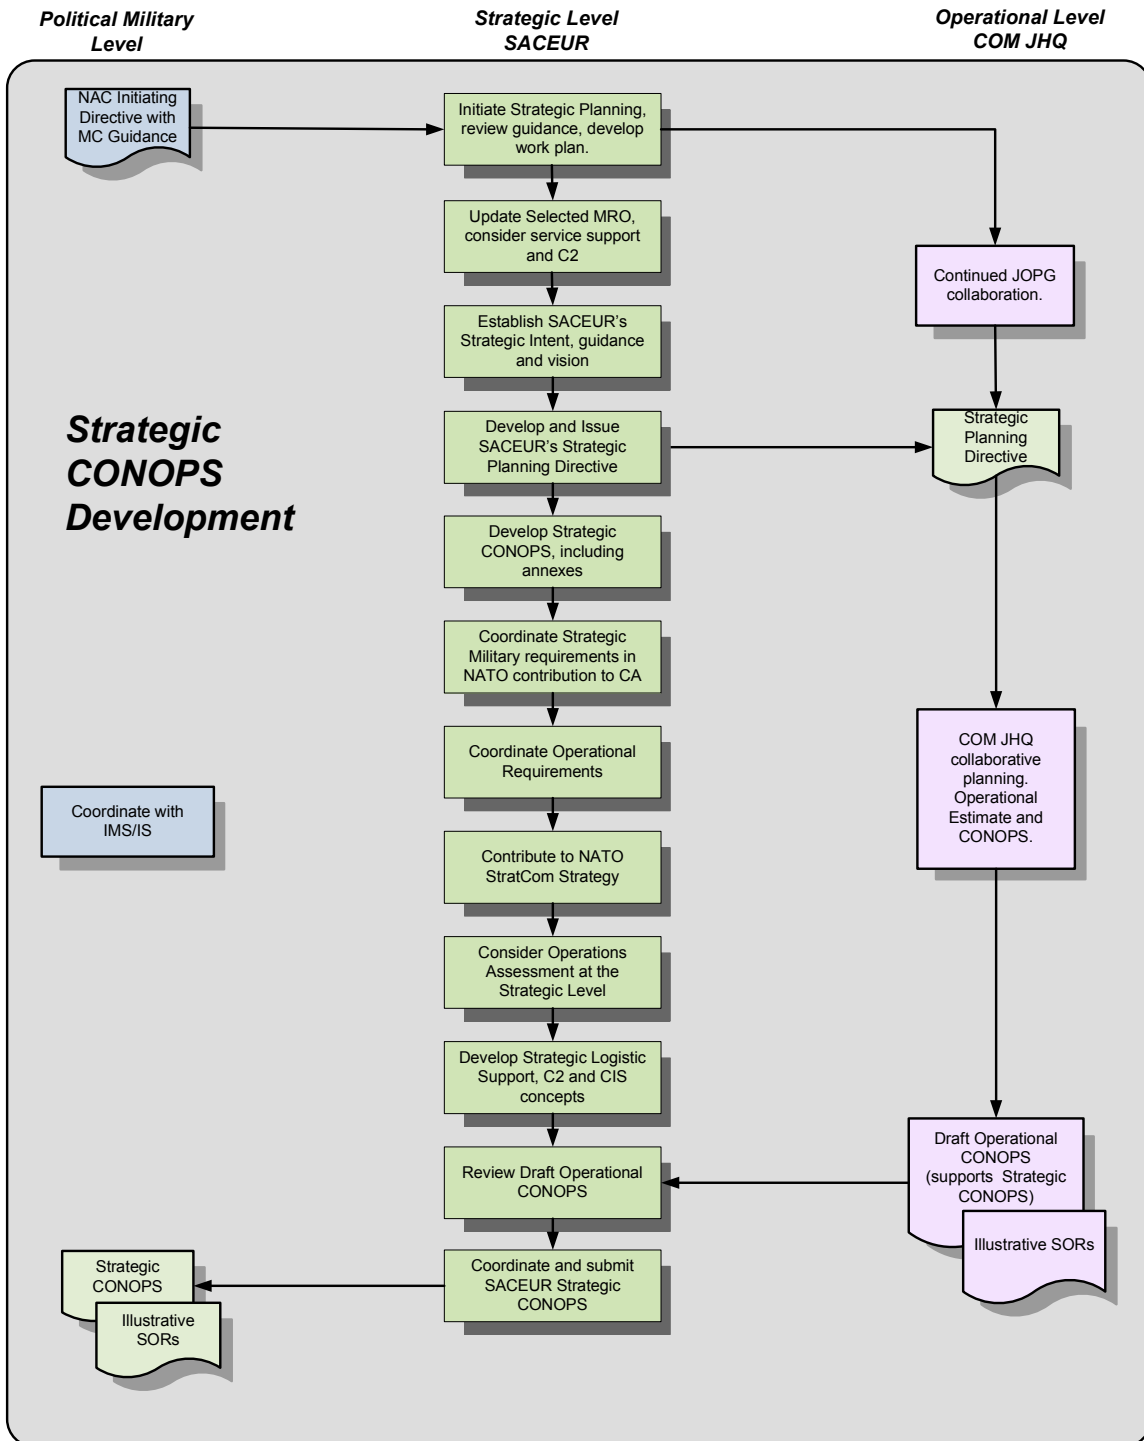 Political Military
Level
Strategic Level
SACEUR
Operational Level
COM JHQ
NAC Initiating
Directive with
MC Guidance
Initiate Strategic Planning,
review guidance, develop
work plan.
Update Selected MRO,
consider service support
and C2
Continued JOPG
collaboration.
Establish SACEUR's
Strategic Intent, guidance
and vision
Strategic
CONOPS
Development
Develop and Issue
SACEUR's Strategic
Planning Directive
Strategic
Planning
Directive
Develop Strategic
CONOPS, including
annexes
Coordinate Strategic
Military requirements in
NATO contribution to CA
Coordinate Operational
Requirements
COM JHQ
collaborative
planning.
Operational
Estimate and
CONOPS.
Coordinate with
IMS/IS
Contribute to NATO
StratCom Strategy
Consider Operations
Assessment at the
Strategic Level
Develop Strategic Logistic
Support, C2 and CIS
concepts
Review Draft Operational
CONOPS
Draft Operational
CONOPS
(supports Strategic
CONOPS)
Illustrative SORs
Coordinate and submit
SACEUR Strategic
CONOPS
Strategic
CONOPS
Illustrative
SORs